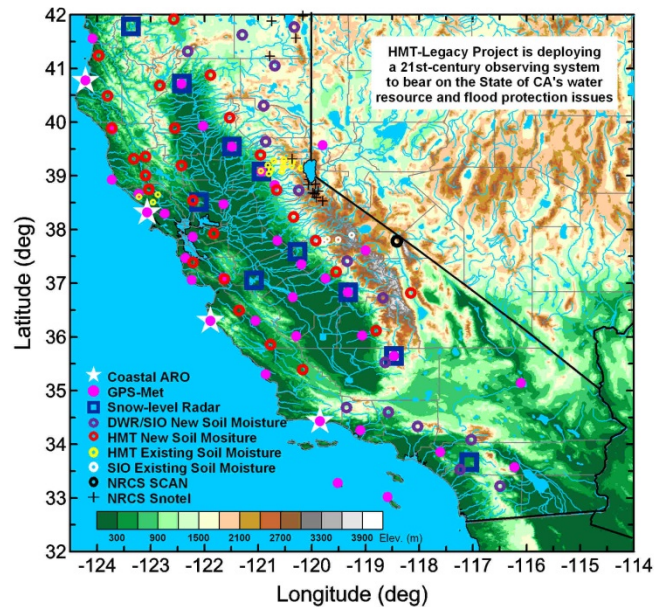 42
41
40
39
38
37
36
35
34
33
32
Latitude (deg)
HMT-Legacy Project is deploying
a 21st-century observing system
to bear on the State of CA's water
resource and flood protection issues
Coastal ARO
GPS-Met
Snow-level Radar
DWR/SIO New Soil Moisture
HMT New Soil Mositure
HMT Existing Soil Moisture
SIO Existing Soil Moisture
NRCS SCAN
NRCS Snotel
300 900 1500 2100 2700 3300 3900 Elev. (m)
-124 -123 -122 -121 -120 -119 -118 -117 -116 -115 -114
Longitude (deg)